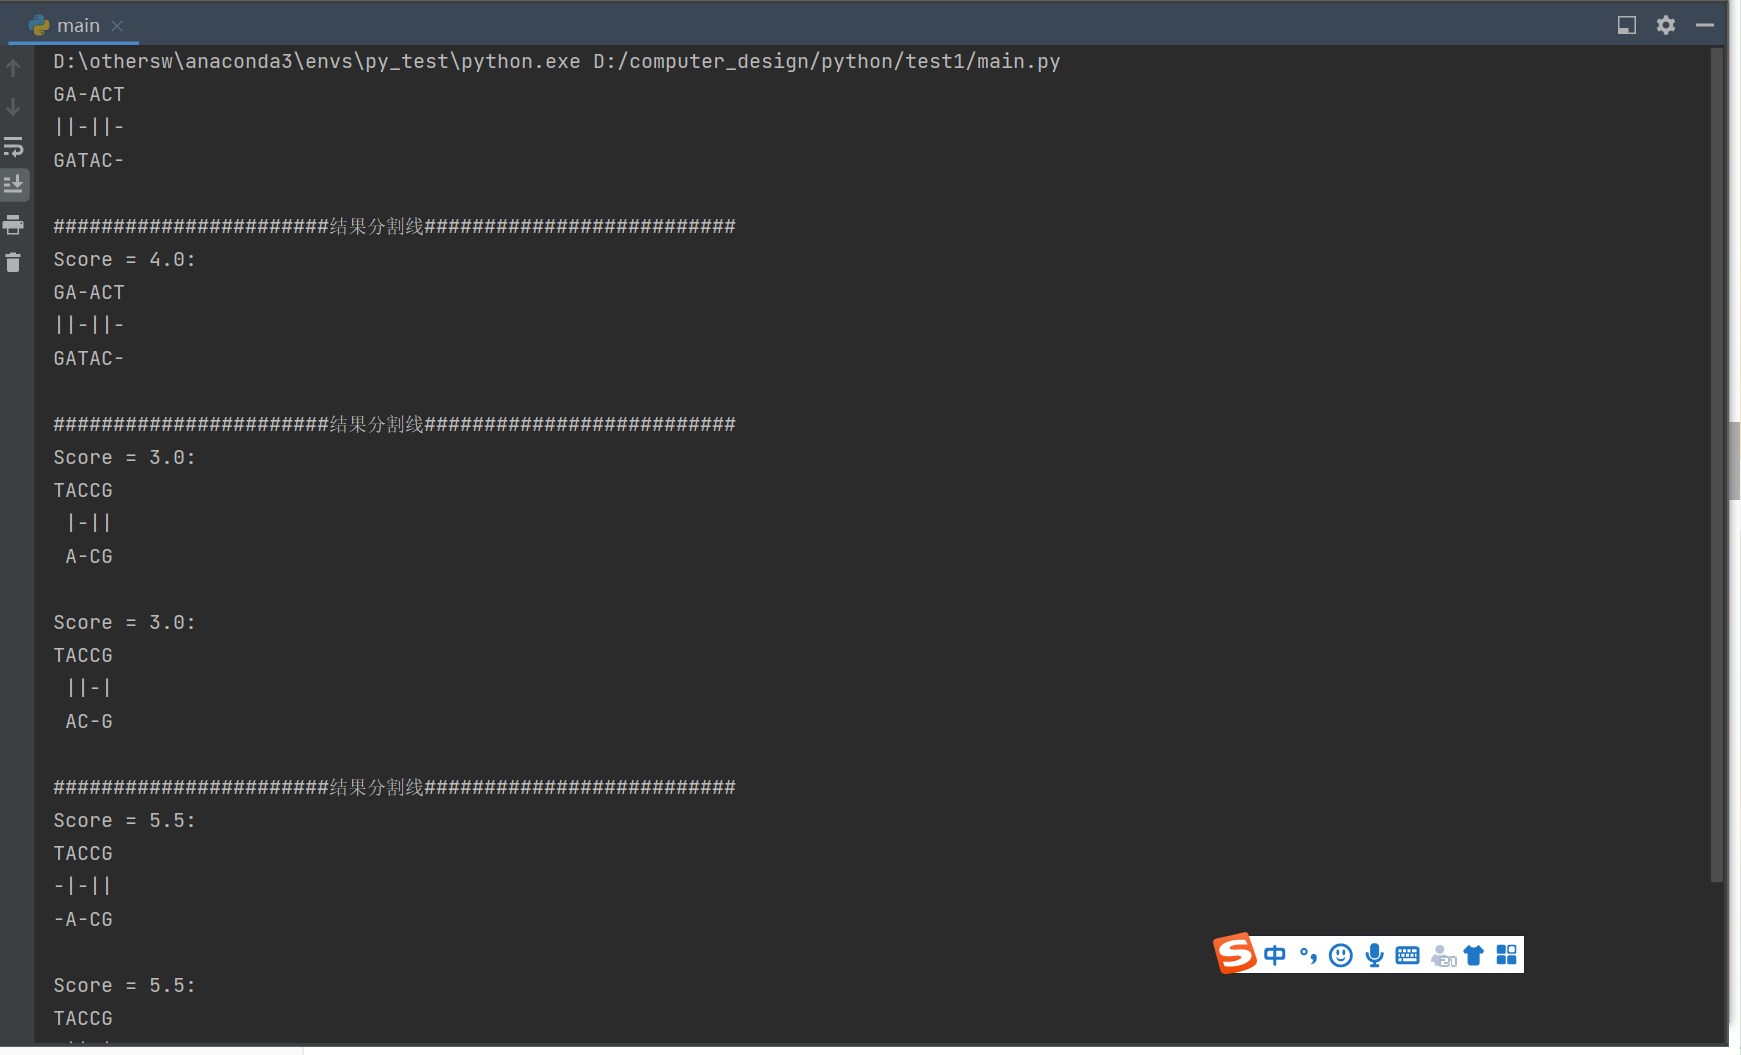 main
D:\othersw\anaconda3\envs\py_test\python.exe D:/computer_design/python/test1/main.py
GA-ACT
||-||-
GATAC-
#######################结果分割线##########################
Score = 4.0:
GA-ACT
||-||-
GATAC-
#######################结果分割线##########################
Score = 3.0:
TACCG
 |-||
 A-CG
Score = 3.0:
TACCG
 ||-|
 AC-G
#######################结果分割线##########################
Score = 5.5:
TACCG
-|-||
-A-CG
中
Score = 5.5:
TACCG